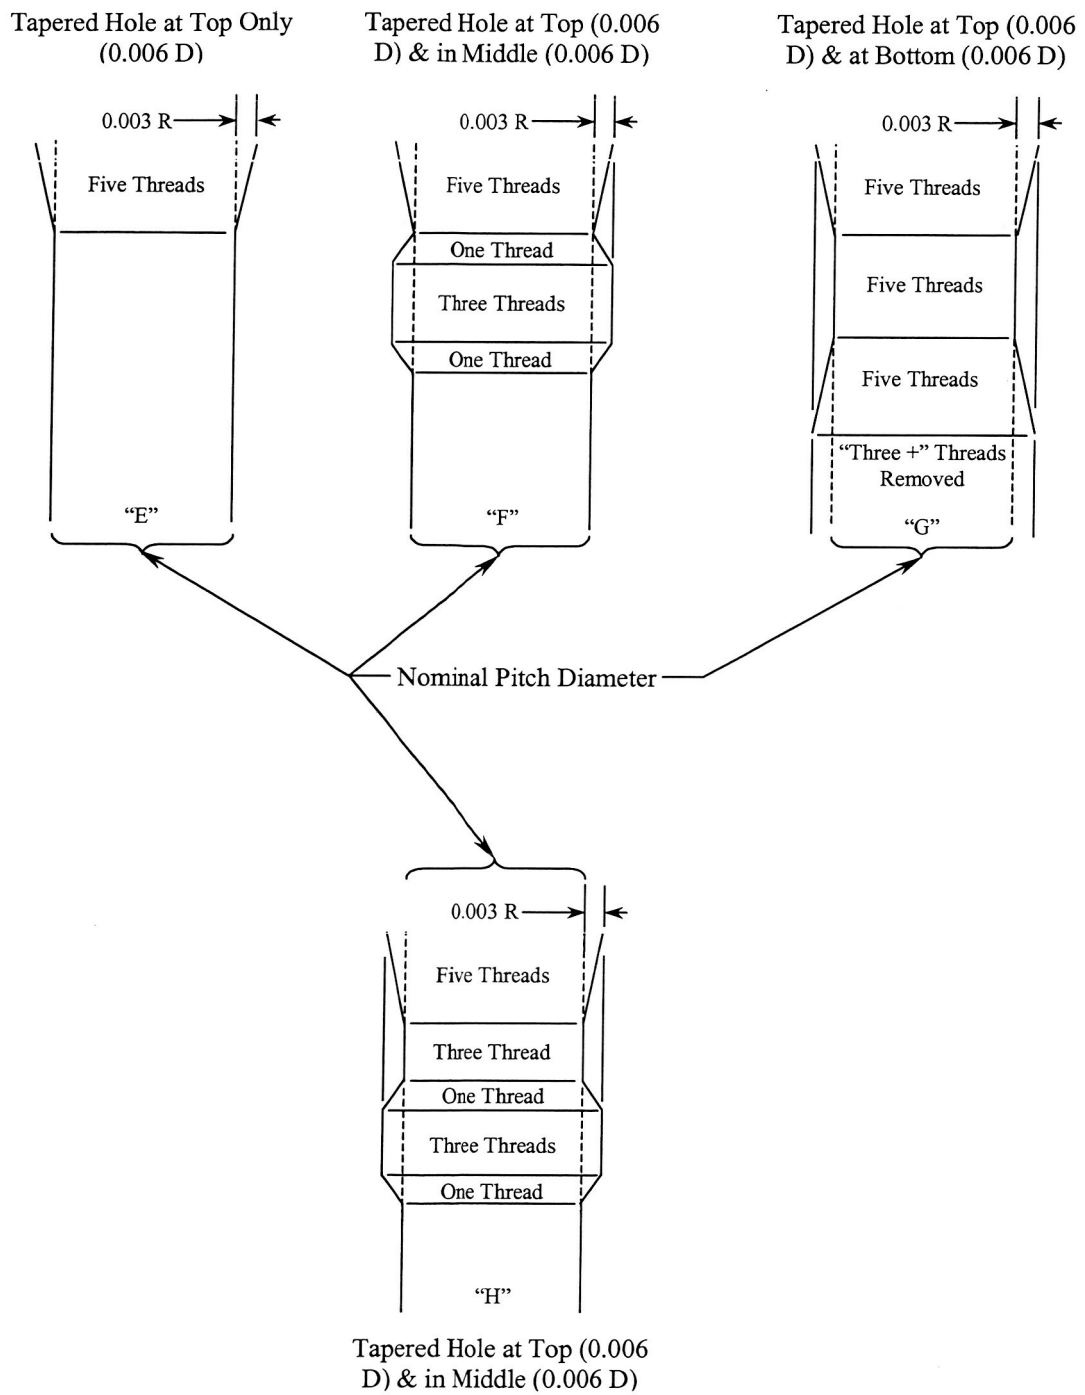 Tapered Hole at Top Only
(0.006 D)
Tapered Hole at Top (0.006
D) & in Middle (0.006 D)
Tapered Hole at Top (0.006
D) & at Bottom (0.006 D)
0.003 R
0.003 R
0.003 R
Five Threads
Five Threads
One Thread
Three Threads
One Thread
Five Threads
Five Threads
Five Threads
“Three +” Threads
Removed
“E”
“F”
“G”
Nominal Pitch Diameter
0.003 R
Five Threads
Three Thread
One Thread
Three Threads
One Thread
“H”
Tapered Hole at Top (0.006
D) & in Middle (0.006 D)